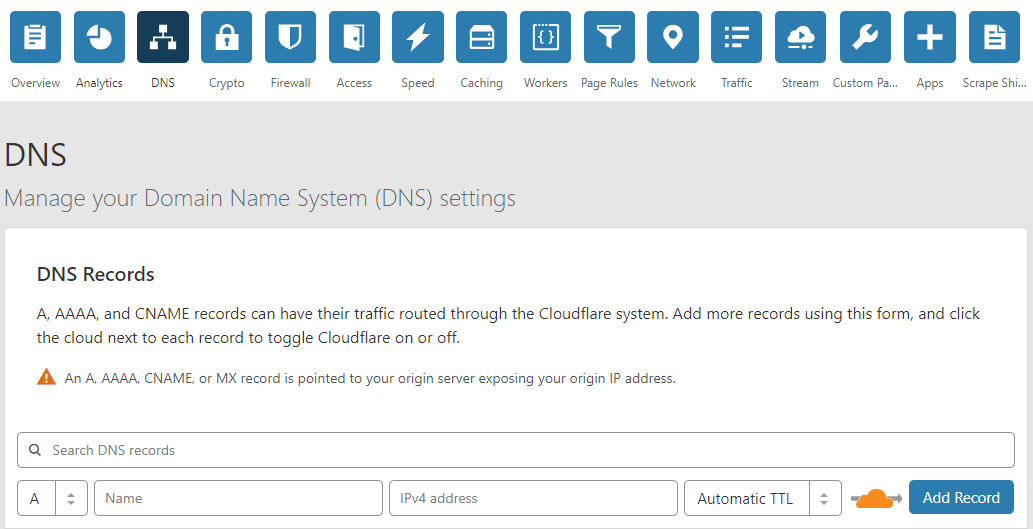 Overview Analytics DNS Crypto Firewall Access Speed Caching Workers Page Rules Network Traffic Stream Custom Pa... Apps Scrape Shi...
DNS
Manage your Domain Name System (DNS) settings
DNS Records
A, AAAA, and CNAME records can have their traffic routed through the Cloudflare system. Add more records using this form, and click
the cloud next to each record to toggle Cloudflare on or off.
An A, AAAA, CNAME, or MX record is pointed to your origin server exposing your origin IP address.
Search DNS records
A Name IPv4 address Automatic TTL Add Record